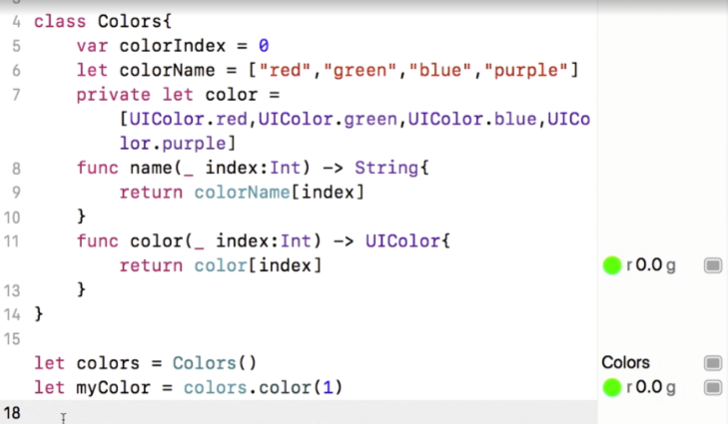 4 class Colors{
5 var colorIndex = 0
6 let colorName = ["red","green","blue","purple"]
7 private let color =
[UIColor.red,UIColor.green,UIColor.blue,UICo
lor.purple]
8 func name(_ index:Int) -> String{
9 return colorName[index]
10 }
11 func color(_ index:Int) -> UIColor{
return color[index] r 0.0 g
13 }
14 }
15
let colors = Colors() Colors
let myColor = colors.color(1) r 0.0 g
18